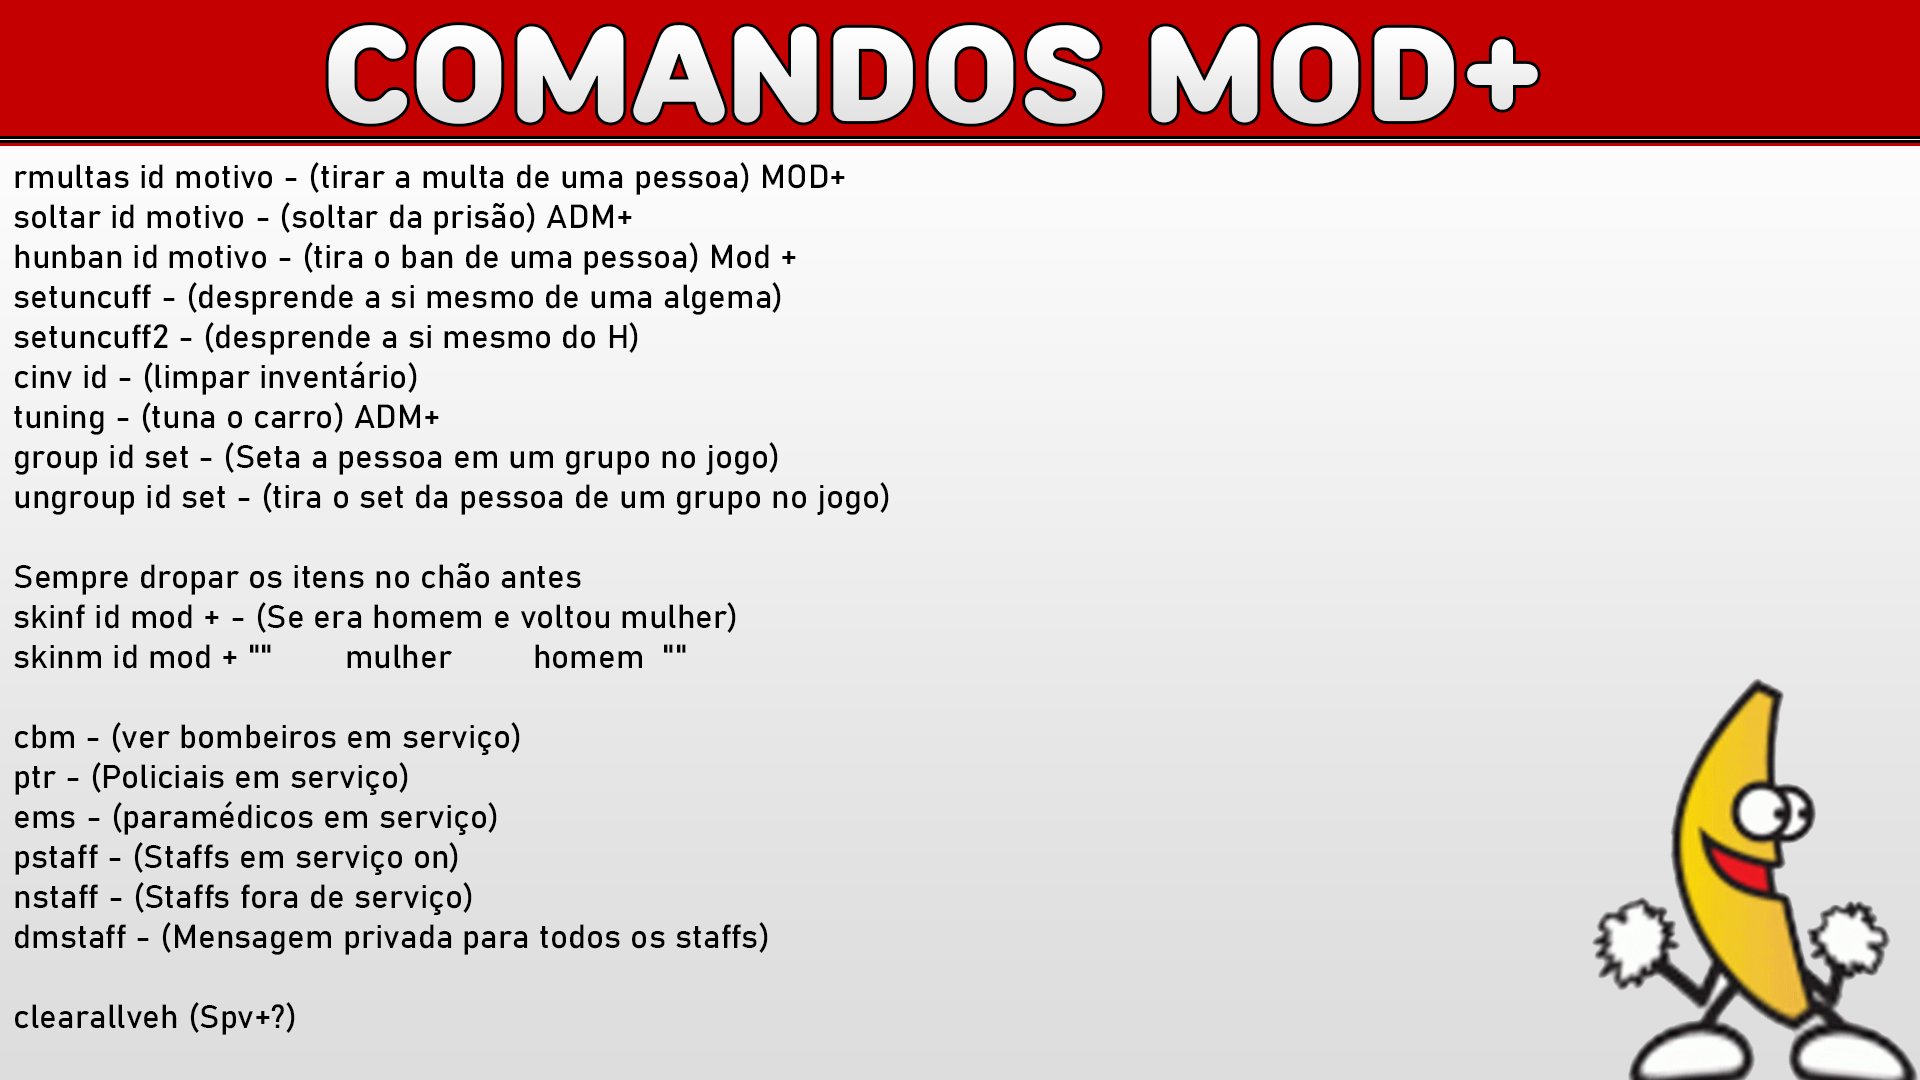 COMANDOS MOD+
rmultas id motivo - (tirar a multa de uma pessoa) MOD+
soltar id motivo - (soltar da prisão) ADM+
hunban id motivo - (tira o ban de uma pessoa) Mod +
setuncuff - (desprende a si mesmo de uma algema)
setuncuff2 - (desprende a si mesmo do H)
cinv id - (limpar inventário)
tuning - (tuna o carro) ADM+
group id set - (Seta a pessoa em um grupo no jogo)
ungroup id set - (tira o set da pessoa de um grupo no jogo)
Sempre dropar os itens no chão antes
skinf id mod + - (Se era homem e voltou mulher)
skinm id mod + "" mulher homem ""
cbm - (ver bombeiros em serviço)
ptr - (Policiais em serviço)
ems - (paramédicos em serviço)
pstaff - (Staffs em serviço on)
nstaff - (Staffs fora de serviço)
dmstaff - (Mensagem privada para todos os staffs)
clearallveh (Spv+?)